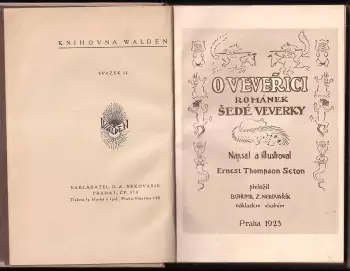 KNIHOVNA WALDEN
SVAZEK II
WALDEN
NAKLADATEL B. Z. NEKOVAŘÍK
PRAHA I., ČP. 
O VEVEŘICI
ROMÁNEK
ŠEDÉ VEVERKY
Napsal a illustroval
Ernest Thompson Seton
přeložil
BOHUMIL Z. NEKOVAŘÍK
nákladem vlastním
Praha 1923